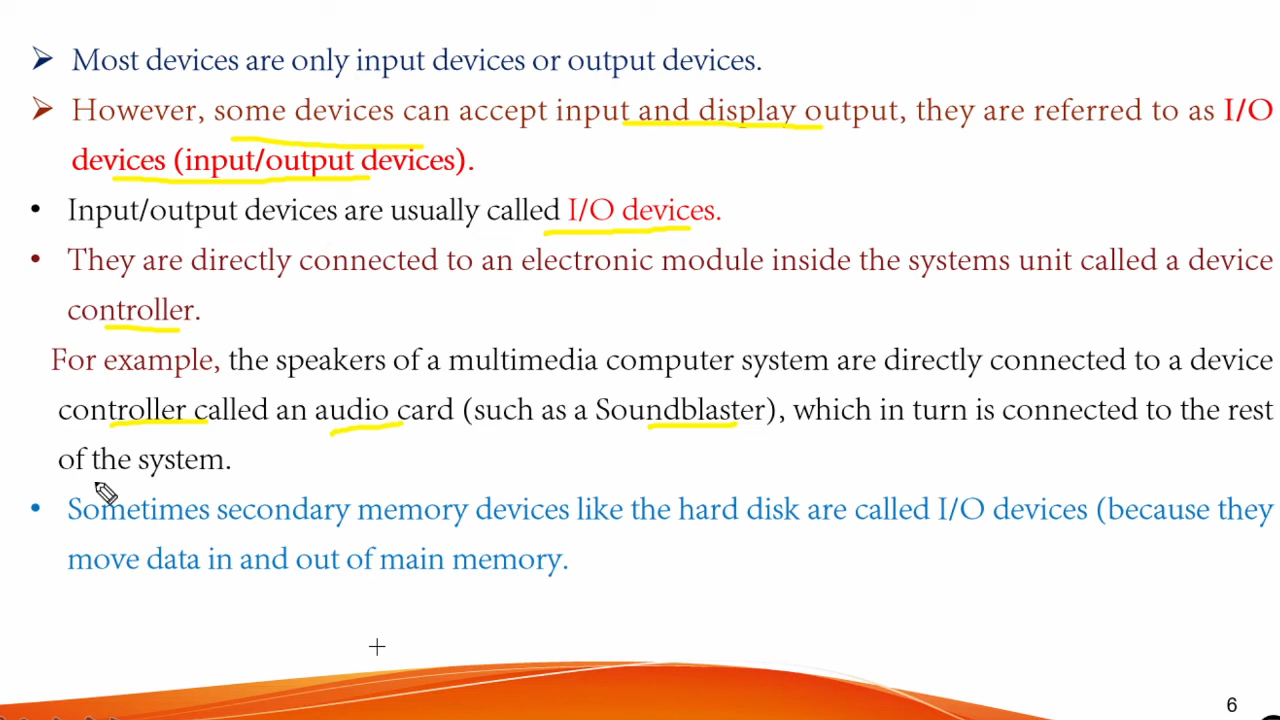 ➢ Most devices are only input devices or output devices.
➢ However, some devices can accept input and display output, they are referred to as I/O
devices (input/output devices).
• Input/output devices are usually called I/O devices.
• They are directly connected to an electronic module inside the systems unit called a device
controller.
For example, the speakers of a multimedia computer system are directly connected to a device
controller called an audio card (such as a Soundblaster), which in turn is connected to the rest
of the system.
• Sometimes secondary memory devices like the hard disk are called I/O devices (because they
move data in and out of main memory.
6